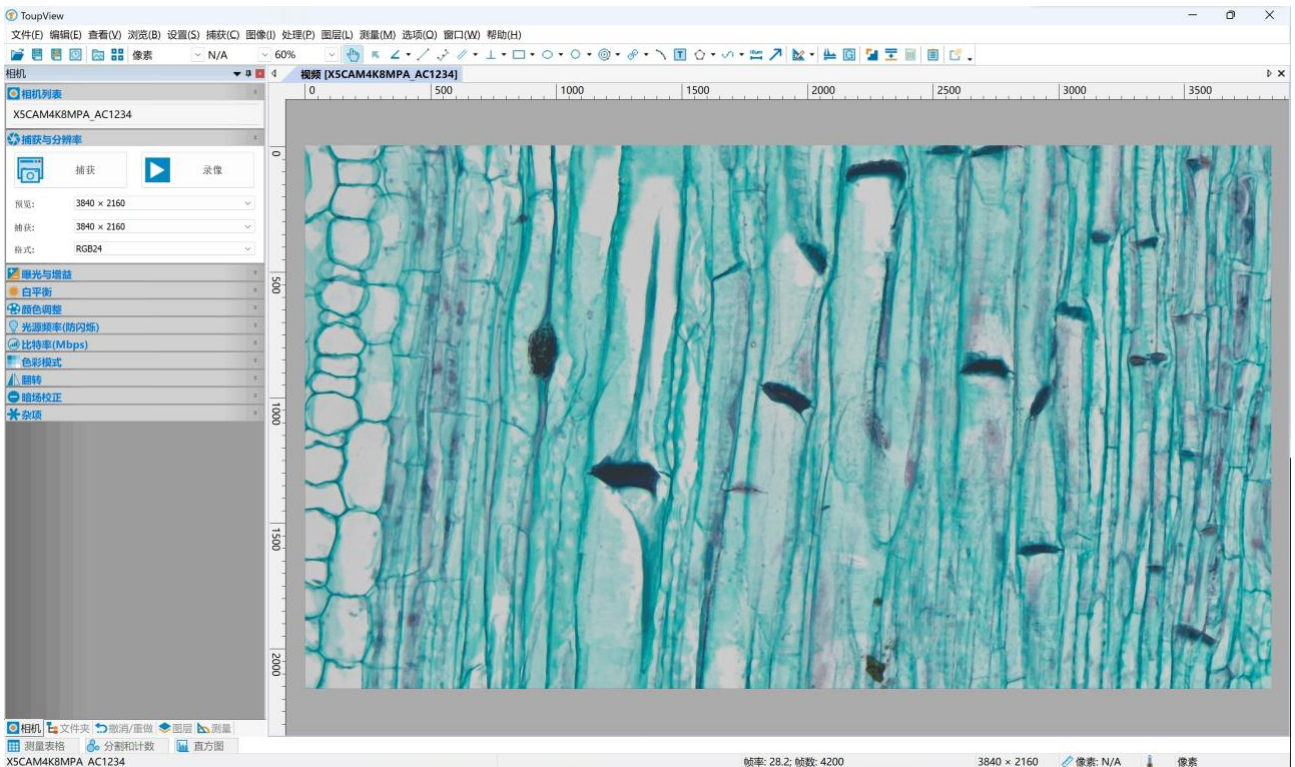 ToupView
文件(F) 编辑(E) 查看(V) 浏览(B) 设置(S) 捕获(C) 图像(I) 处理(P) 图层(L) 测量(M) 选项(O) 窗口(W) 帮助(H)
像素 N/A 60%
相机
视频 [X5CAM4K8MPA_AC1234]
相机列表
X5CAM4K8MPA_AC1234
捕获与分辨率
捕获 录像
预览: 3840 × 2160
捕获: 3840 × 2160
格式: RGB24
曝光与增益
白平衡
颜色调整
光源频率(防闪烁)
比特率(Mbps)
色彩模式
翻转
暗场校正
杂项
0 500 1000 1500 2000 2500 3000 3500
0
500
1000
1500
2000
相机 文件夹 撤消/重做 图层 测量
测量表格 分割和计数 直方图
X5CAM4K8MPA_AC1234 帧率: 28.2; 帧数: 4200 3840 × 2160 像素: N/A 像素